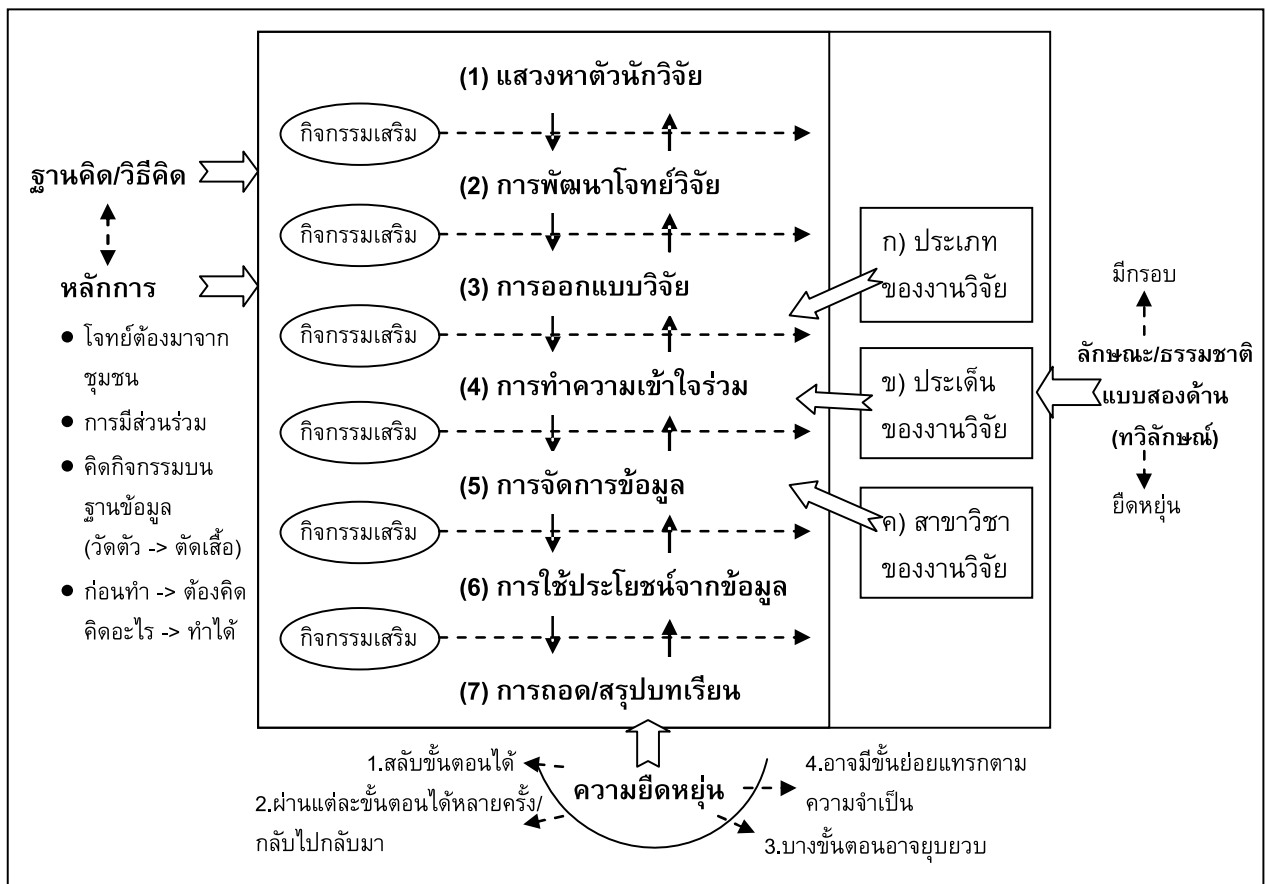 (1) แสวงหาตัวนักวิจัย
กิจกรรมเสริม
(2) การพัฒนาโจทย์วิจัย
กิจกรรมเสริม
(3) การออกแบบวิจัย
กิจกรรมเสริม
(4) การทำความเข้าใจร่วม
กิจกรรมเสริม
(5) การจัดการข้อมูล
กิจกรรมเสริม
(6) การใช้ประโยชน์จากข้อมูล
กิจกรรมเสริม
(7) การถอด/สรุปบทเรียน
ฐานคิด/วิธีคิด
หลักการ
● โจทย์ต้องมาจาก
ชุมชน
● การมีส่วนร่วม
● คิดกิจกรรมบน
ฐานข้อมูล
(วัดตัว -> ตัดเสื้อ)
● ก่อนทำ -> ต้องคิด
คิดอะไร -> ทำได้
ก) ประเภท
ของงานวิจัย
ข) ประเด็น
ของงานวิจัย
ค) สาขาวิชา
ของงานวิจัย
มีกรอบ
ลักษณะ/ธรรมชาติ
แบบสองด้าน
(ทวิลักษณ์)
ยืดหยุ่น
ความยืดหยุ่น
1.สลับขั้นตอนได้
2.ผ่านแต่ละขั้นตอนได้หลายครั้ง/
กลับไปกลับมา
3.บางขั้นตอนอาจยุบยวบ
4.อาจมีขั้นย่อยแทรกตาม
ความจำเป็น